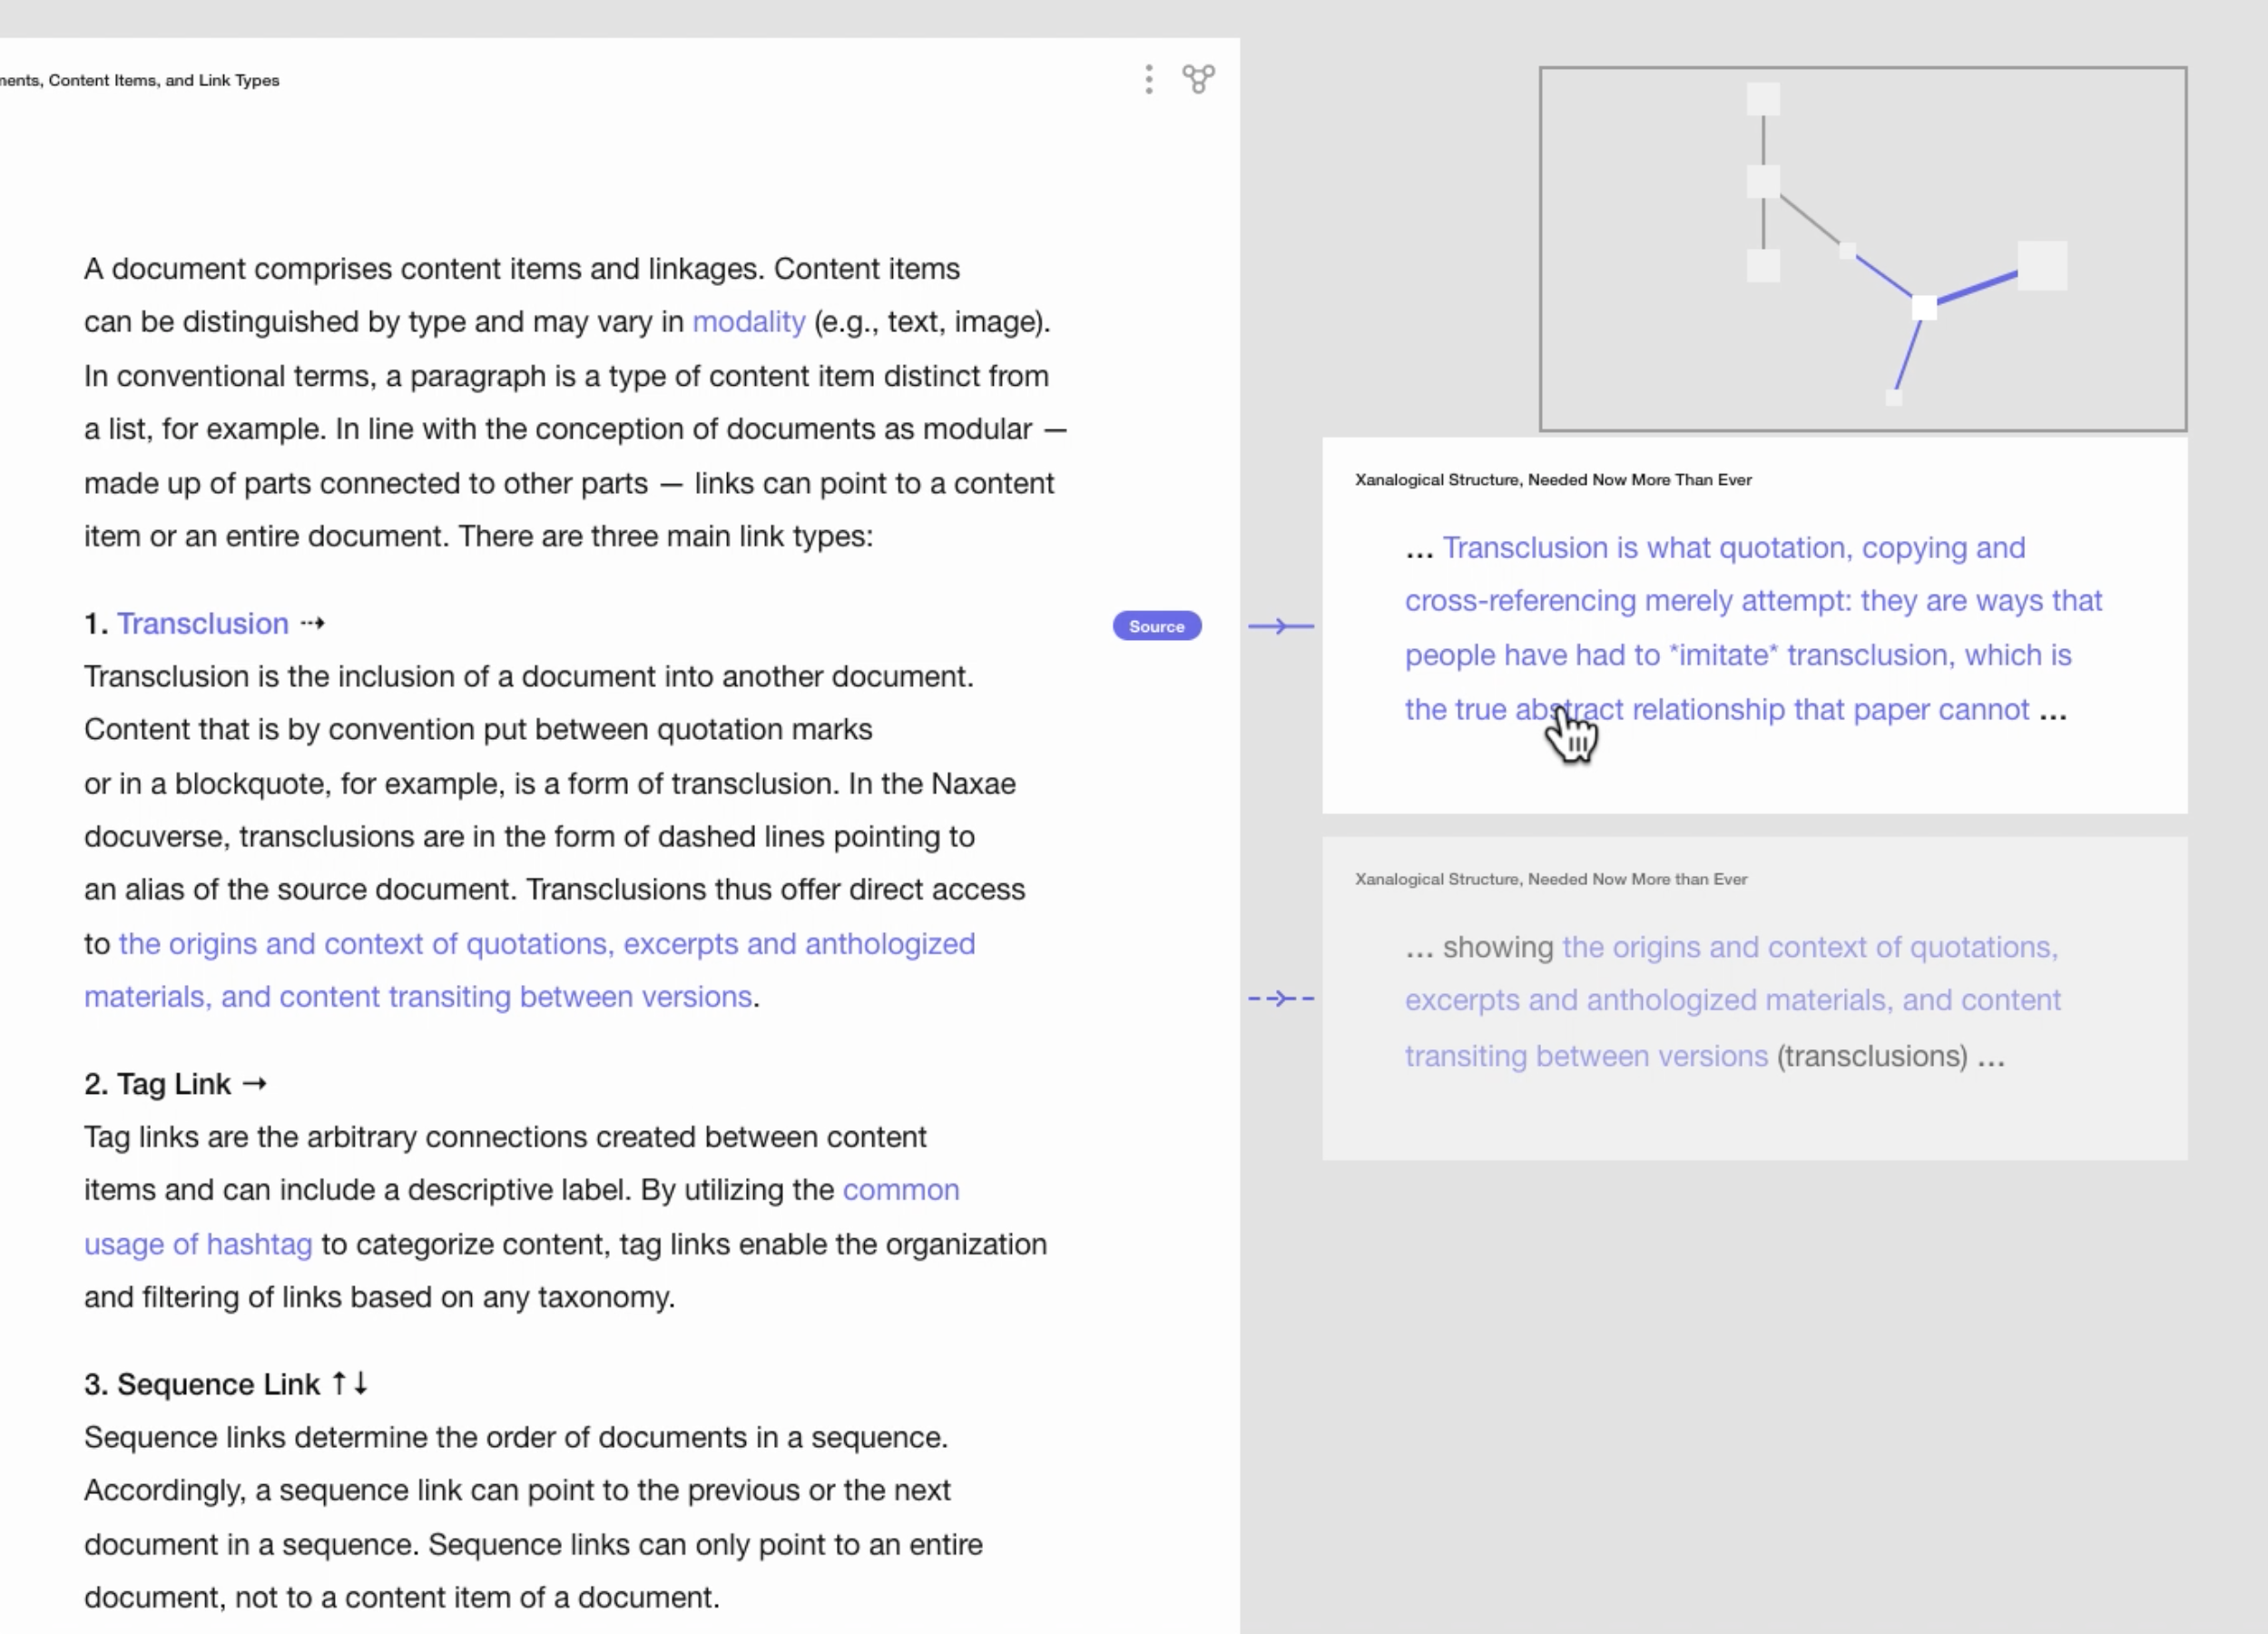 ments, Content Items, and Link Types
A document comprises content items and linkages. Content items
can be distinguished by type and may vary in modality (e.g., text, image).
In conventional terms, a paragraph is a type of content item distinct from
a list, for example. In line with the conception of documents as modular —
made up of parts connected to other parts — links can point to a content
item or an entire document. There are three main link types:
1. Transclusion ⇢
Source
Transclusion is the inclusion of a document into another document.
Content that is by convention put between quotation marks
or in a blockquote, for example, is a form of transclusion. In the Naxae
docuverse, transclusions are in the form of dashed lines pointing to
an alias of the source document. Transclusions thus offer direct access
to the origins and context of quotations, excerpts and anthologized
materials, and content transiting between versions.
2. Tag Link →
Tag links are the arbitrary connections created between content
items and can include a descriptive label. By utilizing the common
usage of hashtag to categorize content, tag links enable the organization
and filtering of links based on any taxonomy.
3. Sequence Link ↑↓
Sequence links determine the order of documents in a sequence.
Accordingly, a sequence link can point to the previous or the next
document in a sequence. Sequence links can only point to an entire
document, not to a content item of a document.
Xanalogical Structure, Needed Now More Than Ever
... Transclusion is what quotation, copying and
cross-referencing merely attempt: they are ways that
people have had to *imitate* transclusion, which is
the true abstract relationship that paper cannot ...
Xanalogical Structure, Needed Now More than Ever
... showing the origins and context of quotations,
excerpts and anthologized materials, and content
transiting between versions (transclusions) ...